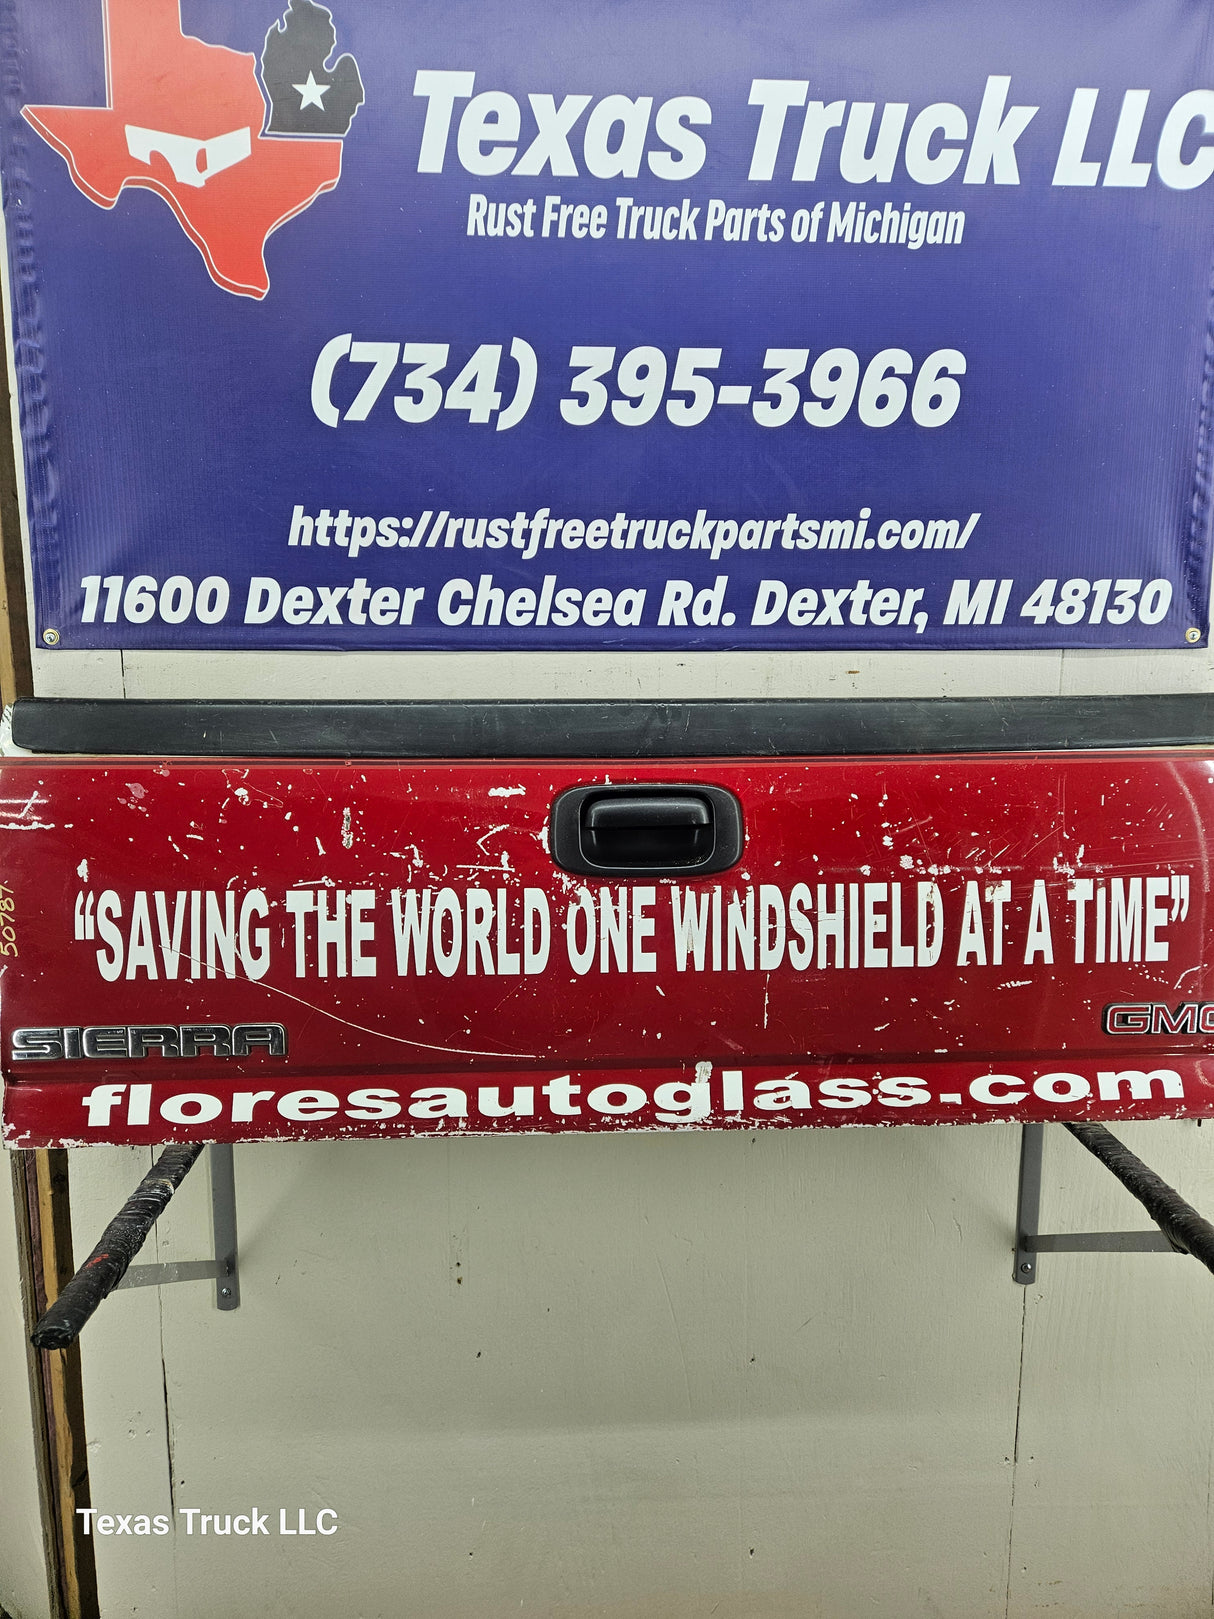 Texas Truck LLC
Rust Free Truck Parts of Michigan
(734) 395-3966
https://rustfreetruckpartsmi.com/
11600 Dexter Chelsea Rd. Dexter, MI 48130
50787
“SAVING THE WORLD ONE WINDSHIELD AT A TIME”
SIERRA
GMC
floresautoglass.com
Texas Truck LLC